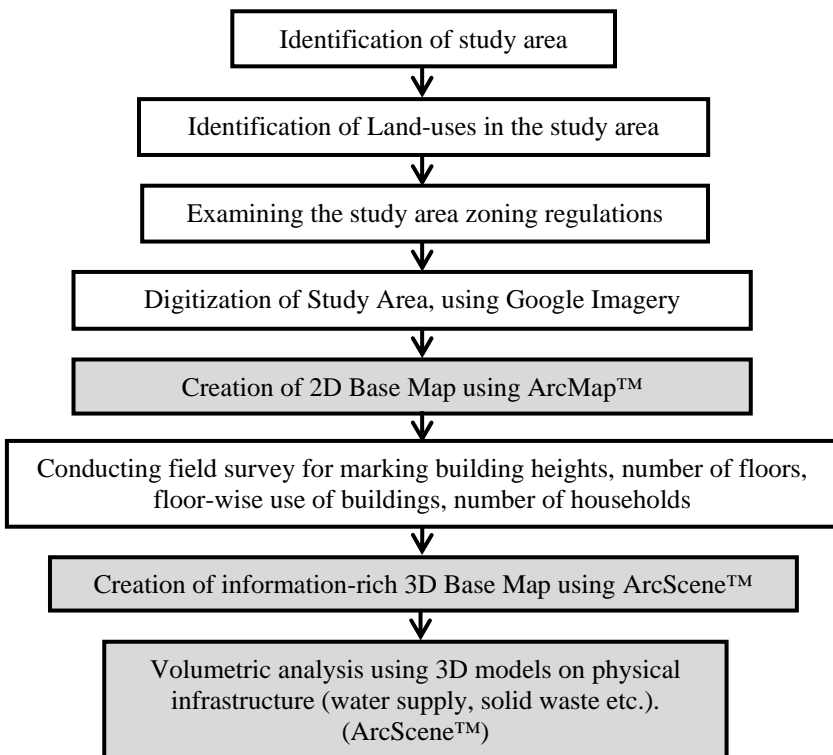 Identification of study area
Identification of Land-uses in the study area
Examining the study area zoning regulations
Digitization of Study Area, using Google Imagery
Creation of 2D Base Map using ArcMap™
Conducting field survey for marking building heights, number of floors,
floor-wise use of buildings, number of households
Creation of information-rich 3D Base Map using ArcScene™
Volumetric analysis using 3D models on physical
infrastructure (water supply, solid waste etc.).
(ArcScene™)